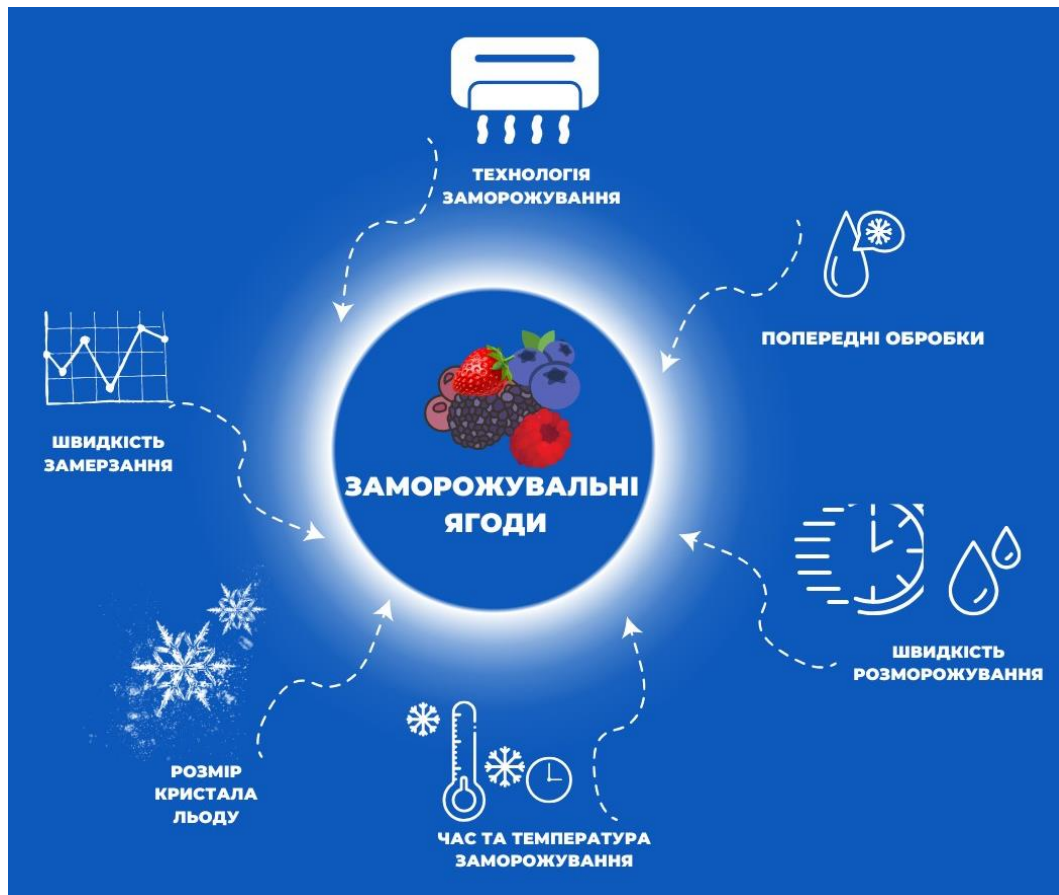 ТЕХНОЛОГІЯ
ЗАМОРОЖУВАННЯ
ПОПЕРЕДНІ ОБРОБКИ
ШВИДКІСТЬ
ЗАМЕРЗАННЯ
ЗАМОРОЖУВАЛЬНІ
ЯГОДИ
ШВИДКІСТЬ
РОЗМОРОЖУВАННЯ
РОЗМІР
КРИСТАЛА
ЛЬОДУ
ЧАС ТА ТЕМПЕРАТУРА
ЗАМОРОЖУВАННЯ